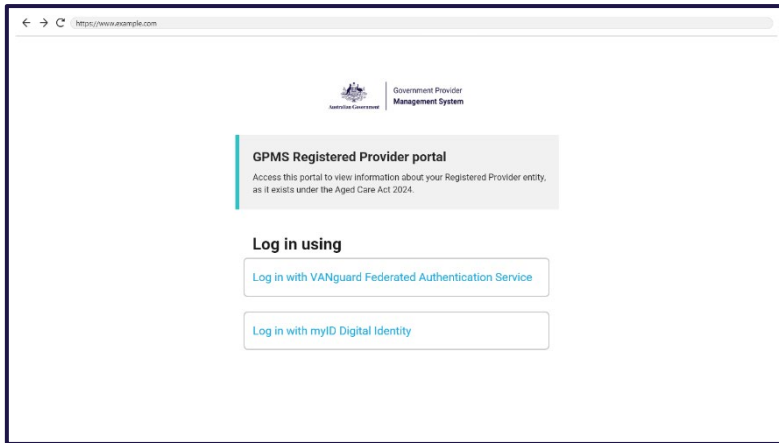 https://www.example.com
Australian Government
Government Provider
Management System
GPMS Registered Provider portal
Access this portal to view information about your Registered Provider entity,
as it exists under the Aged Care Act 2024.
Log in using
Log in with VANguard Federated Authentication Service
Log in with myID Digital Identity